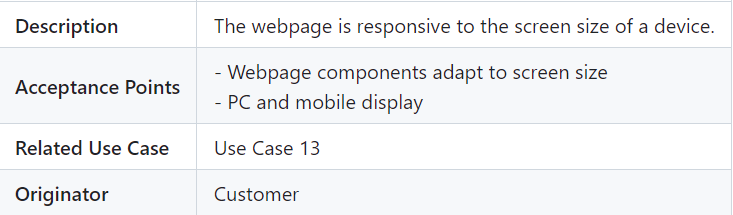 Description The webpage is responsive to the screen size of a device.
Acceptance Points - Webpage components adapt to screen size
- PC and mobile display
Related Use Case Use Case 13
Originator Customer